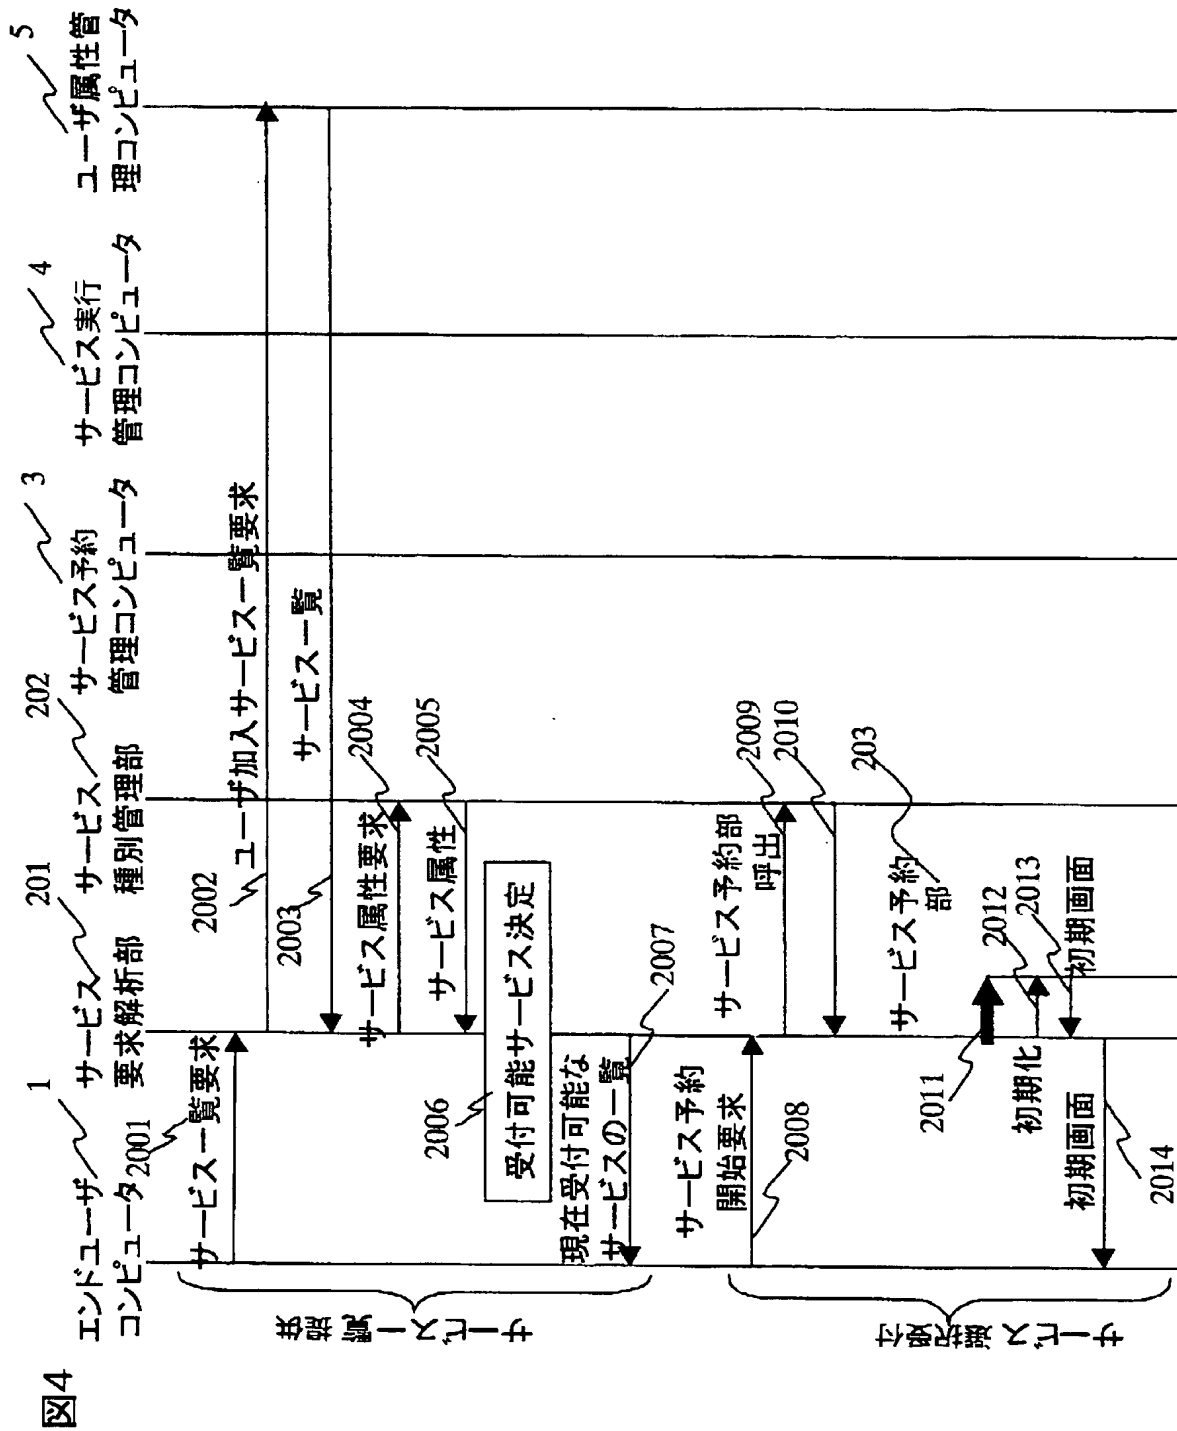 図4
エンドユーザ
コンピュータ
1
サービス
要求解析部
201
サービス
種別管理部
202
サービス予約
管理コンピュータ
3
サービス実行
管理コンピュータ
4
ユーザ属性管
理コンピュータ
5
サービス一覧要求
2001
ユーザ加入サービス一覧要求
2002
サービス一覧
2003
サービス属性要求
2004
サービス属性
2005
受付可能サービス決定
2006
現在受付可能な
サービスの一覧
2007
サービス一覧
サービス予約
開始要求
2008
サービス予約部
呼出
2009
2010
サービス予約
部
203
2011
初期化
2012
初期画面
2013
初期画面
2014
サービス選択受付